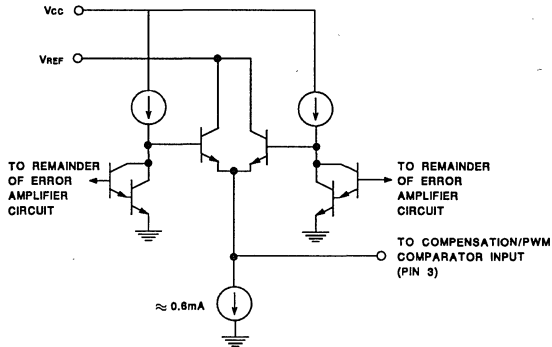 VCC
VREF
TO REMAINDER
OF ERROR
AMPLIFIER
CIRCUIT
TO REMAINDER
OF ERROR
AMPLIFIER
CIRCUIT
TO COMPENSATION/PWM
COMPARATOR INPUT
(PIN 3)
≈ 0.6mA